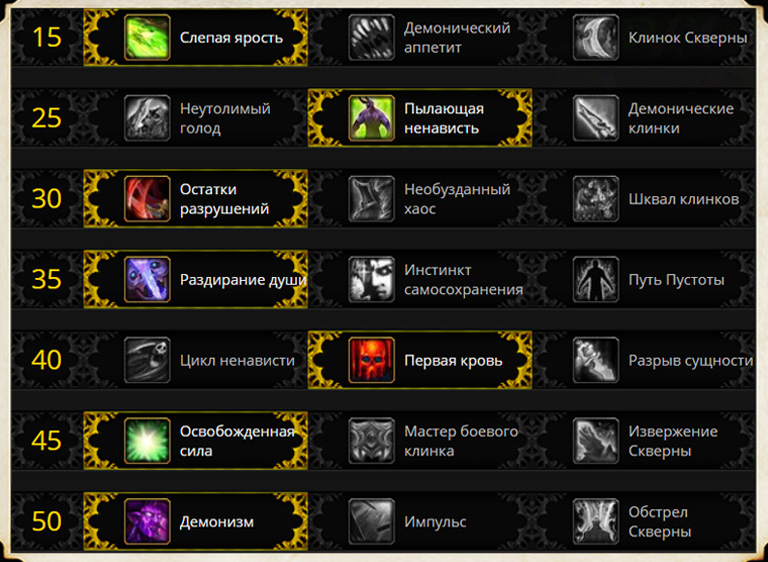 15 Слепая ярость Демонический аппетит Клинок Скверны
25 Неутолимый голод Пылающая ненависть Демонические клинки
30 Остатки разрушений Необузданный хаос Шквал клинков
35 Раздирание души Инстинкт самосохранения Путь Пустоты
40 Цикл ненависти Первая кровь Разрыв сущности
45 Освобожденная сила Мастер боевого клинка Извержение Скверны
50 Демонизм Импульс Обстрел Скверны